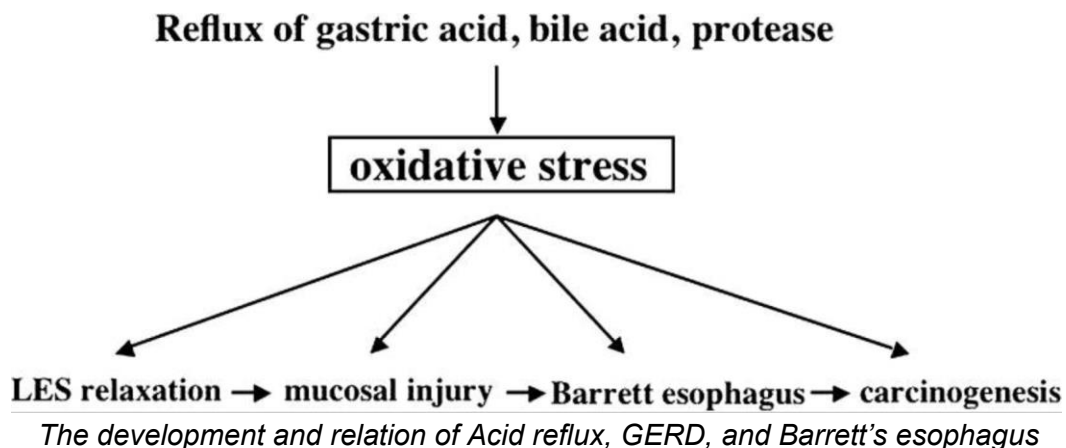 Reflux of gastric acid, bile acid, protease
oxidative stress
LES relaxation → mucosal injury → Barrett esophagus → carcinogenesis
The development and relation of Acid reflux, GERD, and Barrett’s esophagus